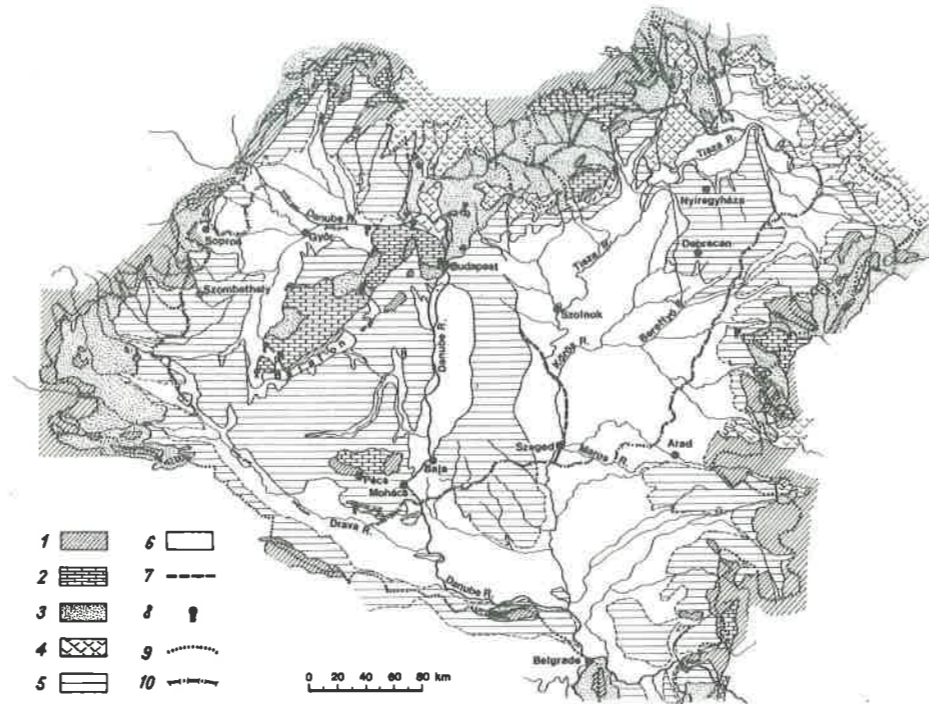 Tisza R.
Nyíregyháza
Danube R.
Sopron
Győr
Debrecen
Budapest
Tisza R.
Szombathely
Szolnok
Berettyó R.
Danube R.
Körös R.
Balaton
Szeged
Maros R.
Arad
Baja
Pécs
Mohács
Drava R.
Danube R.
Belgrade
1 6
2 7
3 8
4 9
5 10
0 20 40 60 80 km